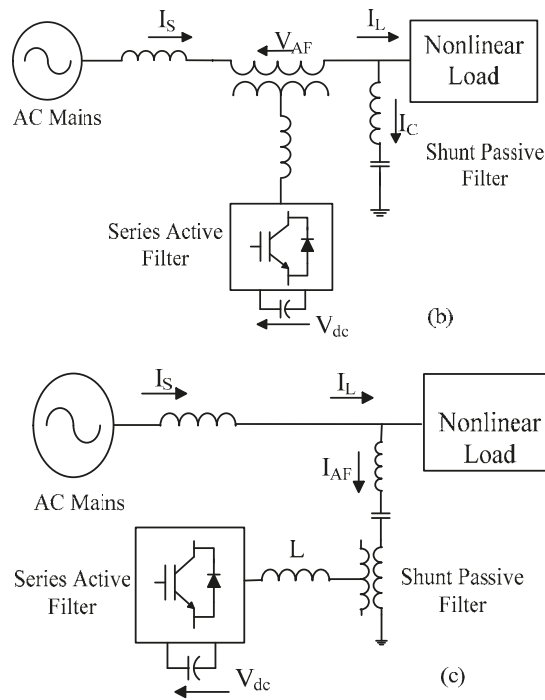 I_S
V_AF
I_L
Nonlinear
Load
AC Mains
I_C
Shunt Passive
Filter
Series Active
Filter
V_dc
(b)
I_S
I_L
Nonlinear
Load
I_AF
AC Mains
L
Series Active
Filter
Shunt Passive
Filter
V_dc
(c)